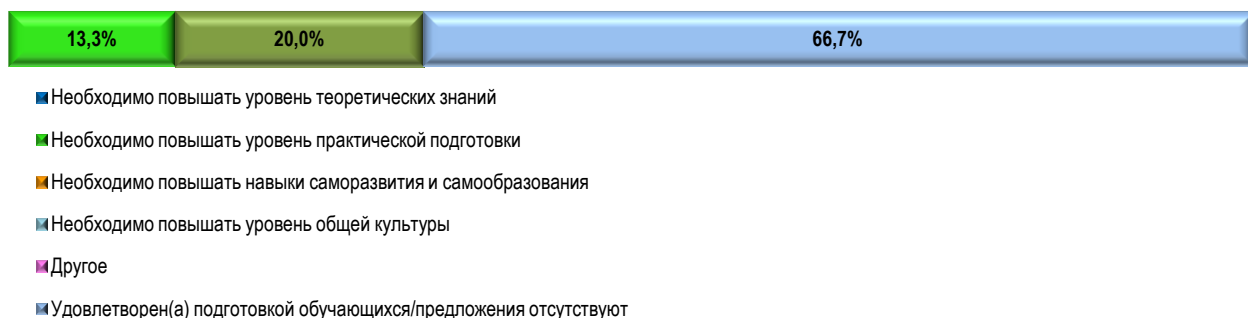 13,3% 20,0% 66,7%
Необходимо повышать уровень теоретических знаний
Необходимо повышать уровень практической подготовки
Необходимо повышать навыки саморазвития и самообразования
Необходимо повышать уровень общей культуры
Другое
Удовлетворен(а) подготовкой обучающихся/предложения отсутствуют